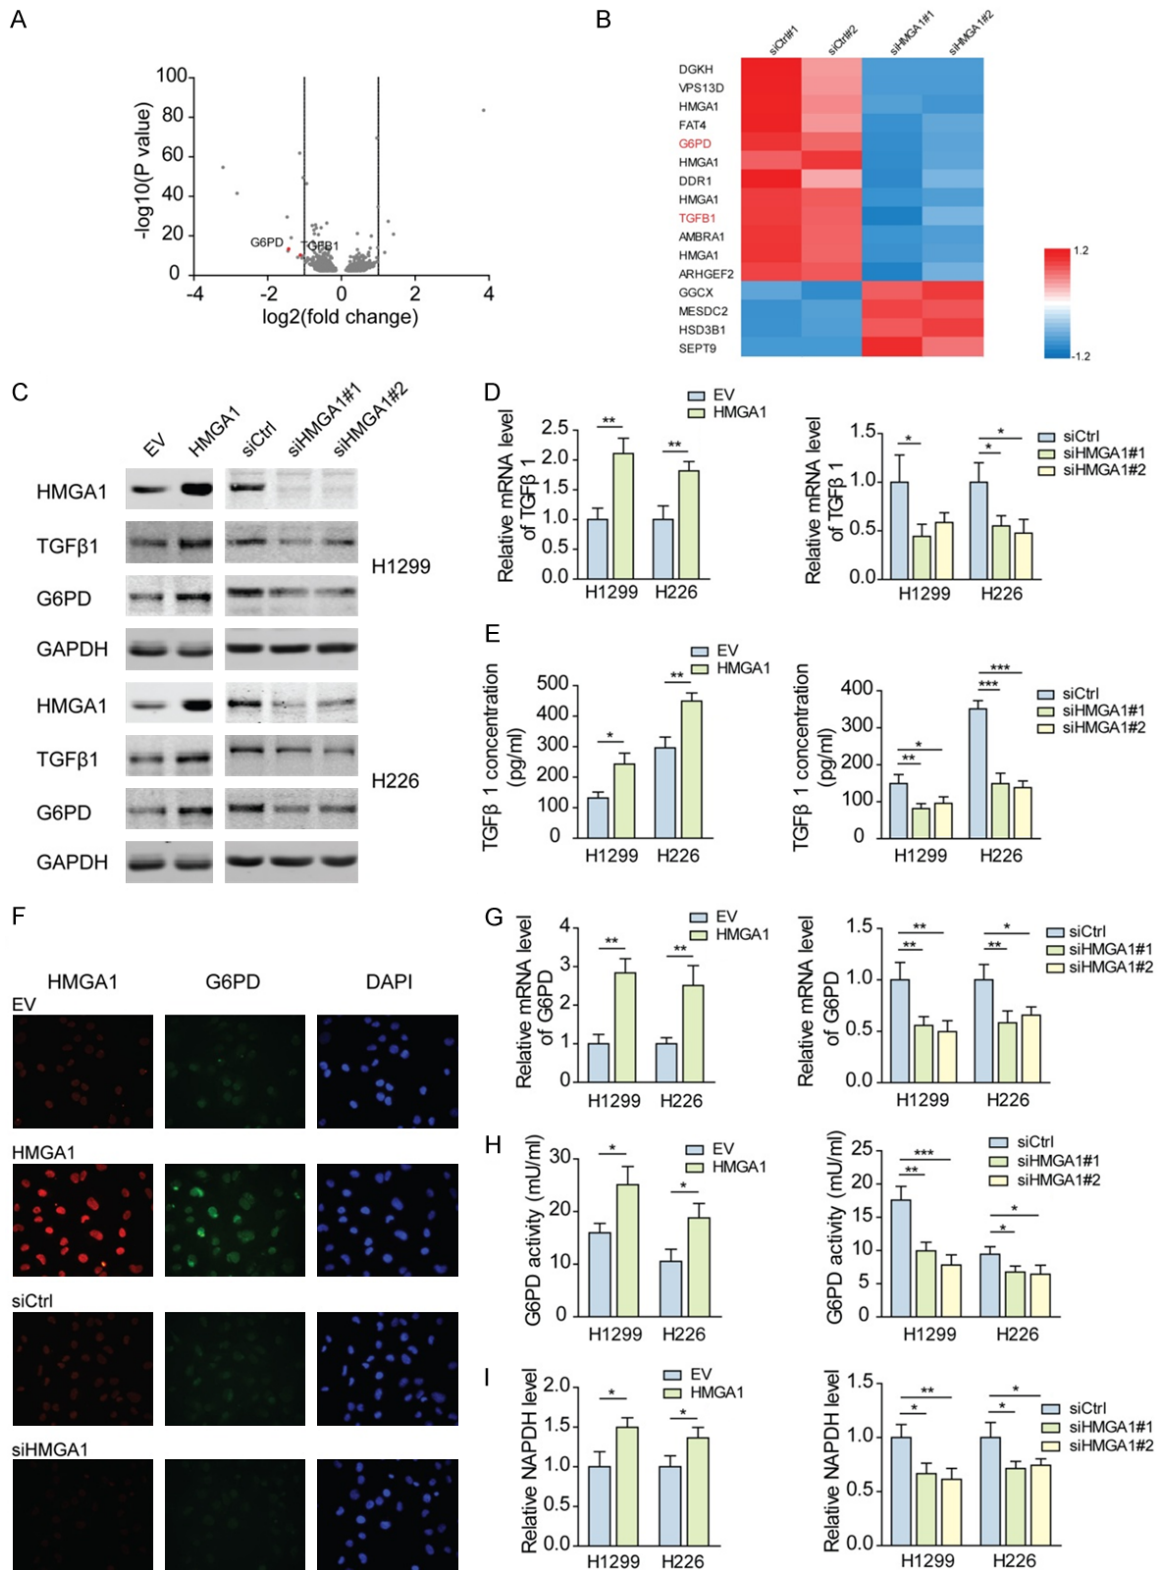 A
100
80
60
40
20
0
-log10(P value)
G6PD
TGFB1
-4
-2
0
2
4
log2(fold change)
B
siCtrl#1
siCtrl#2
siHMGA1#1
siHMGA1#2
DGKH
VPS13D
HMGA1
FAT4
G6PD
HMGA1
DDR1
HMGA1
TGFB1
AMBRA1
HMGA1
ARHGEF2
GGCX
MESDC2
HSD3B1
SEPT9
1.2
-1.2
C
EV
HMGA1
siCtrl
siHMGA1#1
siHMGA1#2
HMGA1
TGFβ1
G6PD
GAPDH
H1299
HMGA1
TGFβ1
G6PD
GAPDH
H226
D
EV
HMGA1
Relative mRNA level
of TGFβ 1
2.5
2.0
1.5
1.0
0.5
0.0
**
**
H1299
H226
siCtrl
siHMGA1#1
siHMGA1#2
Relative mRNA level
of TGFβ 1
1.5
1.0
0.5
0.0
*
*
*
H1299
H226
E
EV
HMGA1
TGFβ 1 concentration
(pg/ml)
500
400
300
200
100
0
*
**
H1299
H226
siCtrl
siHMGA1#1
siHMGA1#2
TGFβ 1 concentration
(pg/ml)
400
300
200
100
0
*
**
***
***
H1299
H226
F
HMGA1
G6PD
DAPI
EV
HMGA1
siCtrl
siHMGA1
G
EV
HMGA1
Relative mRNA level
of G6PD
4
3
2
1
0
**
**
H1299
H226
siCtrl
siHMGA1#1
siHMGA1#2
Relative mRNA level
of G6PD
1.5
1.0
0.5
0.0
**
**
*
**
H1299
H226
H
EV
HMGA1
G6PD activity (mU/ml)
30
20
10
0
*
*
H1299
H226
siCtrl
siHMGA1#1
siHMGA1#2
G6PD activity (mU/ml)
25
20
15
10
5
0
***
**
*
*
H1299
H226
I
EV
HMGA1
Relative NAPDH level
2.0
1.5
1.0
0.5
0.0
*
*
H1299
H226
siCtrl
siHMGA1#1
siHMGA1#2
Relative NAPDH level
1.5
1.0
0.5
0.0
**
*
*
*
H1299
H226